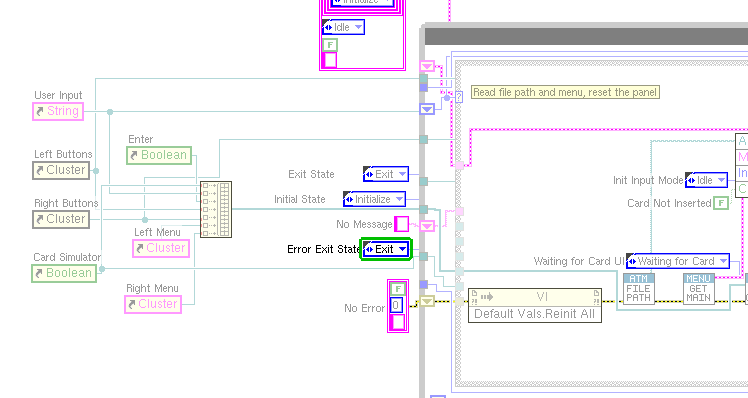 Initialize
Idle
F
User Input
String
Left Buttons
Cluster
Right Buttons
Cluster
Card Simulator
Boolean
Enter
Boolean
Left Menu
Cluster
Right Menu
Cluster
Exit State
Exit
Initial State
Initialize
No Message
Error Exit State
Exit
No Error
F
0
?
Read file path and menu, reset the panel
Init Input Mode
Idle
Card Not Inserted
F
Waiting for Card UI
Waiting for Card
A
M
In
C
VI
Default Vals.Reinit All
ATM
FILE
PATH
MENU
GET
MAIN